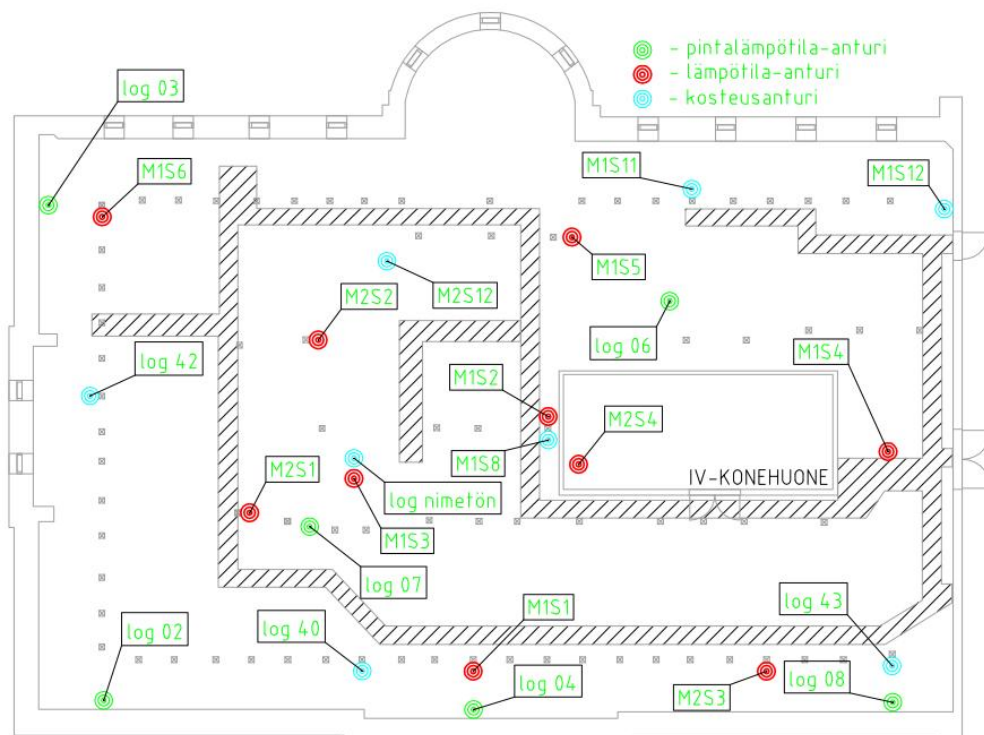 - pintalämpötila-anturi
- lämpötila-anturi
- kosteusanturi
log 03
M1S6
M1S11
M1S12
M2S12
M1S5
M2S2
log 06
M1S4
log 42
M1S2
M2S4
M1S8
M2S1
IV-KONEHUONE
log nimetön
M1S3
log 07
log 02
log 40
M1S1
log 43
log 04
M2S3
log 08